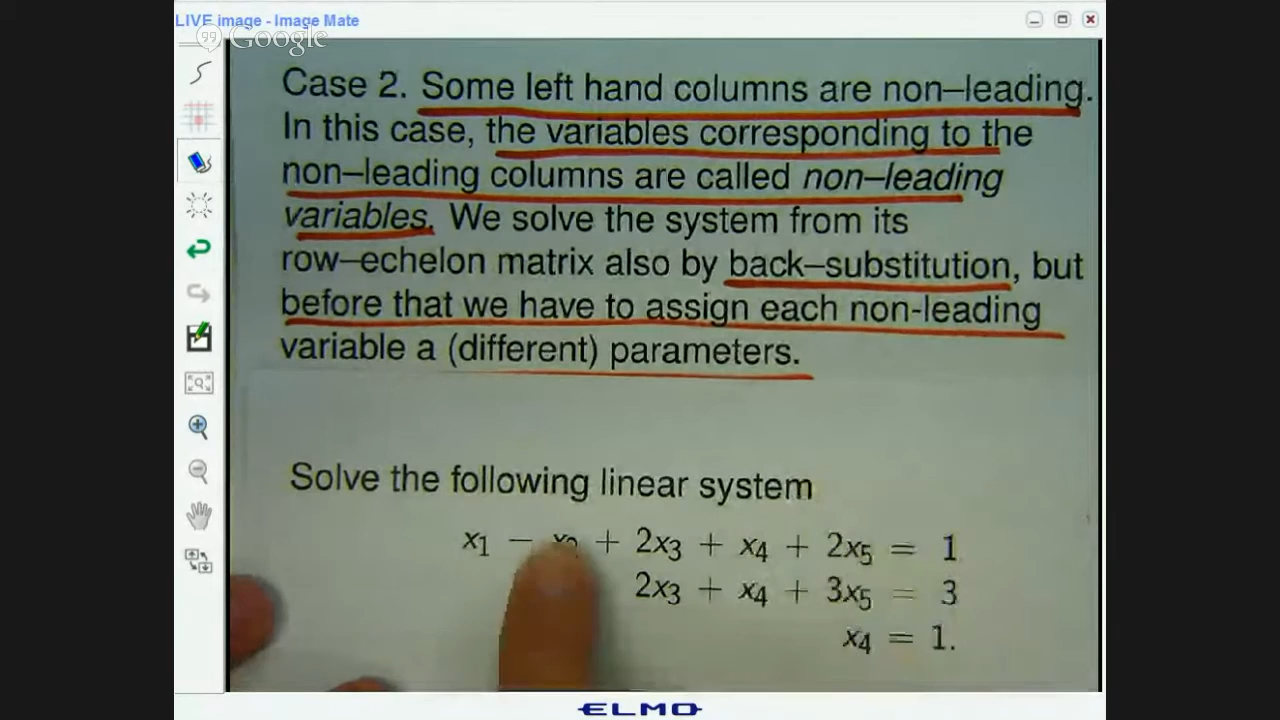 LIVE image - Image Mate
Google
Case 2. Some left hand columns are non–leading.
In this case, the variables corresponding to the
non–leading columns are called non–leading
variables. We solve the system from its
row–echelon matrix also by back–substitution, but
before that we have to assign each non-leading
variable a (different) parameters.
Solve the following linear system
x₁ − x₂ + 2x₃ + x₄ + 2x₅ = 1
2x₃ + x₄ + 3x₅ = 3
x₄ = 1.
ELMO